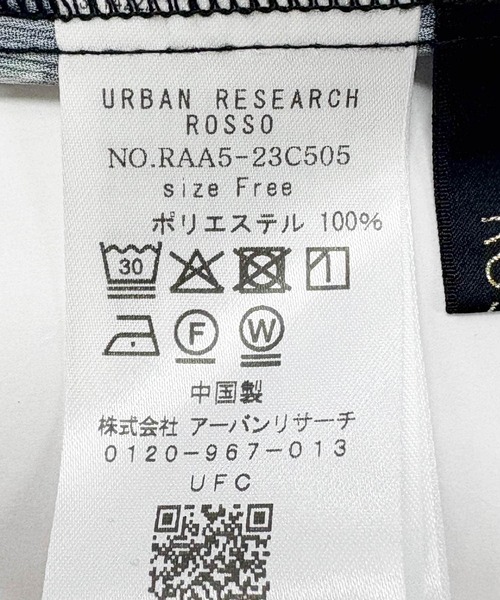 URBAN RESEARCH
ROSSO
NO.RAA5-23C505
size Free
ポリエステル 100%
30
F W
中国製
株式会社 アーバンリサーチ
0120-967-013
UFC